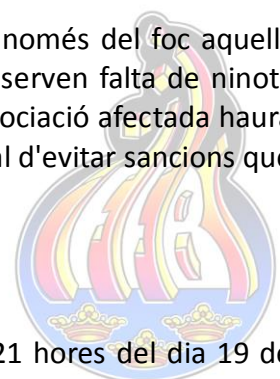 només del foc aquell
serven falta de ninot
ociació afectada haurà
al d'evitar sancions que
21 hores del dia 19 de